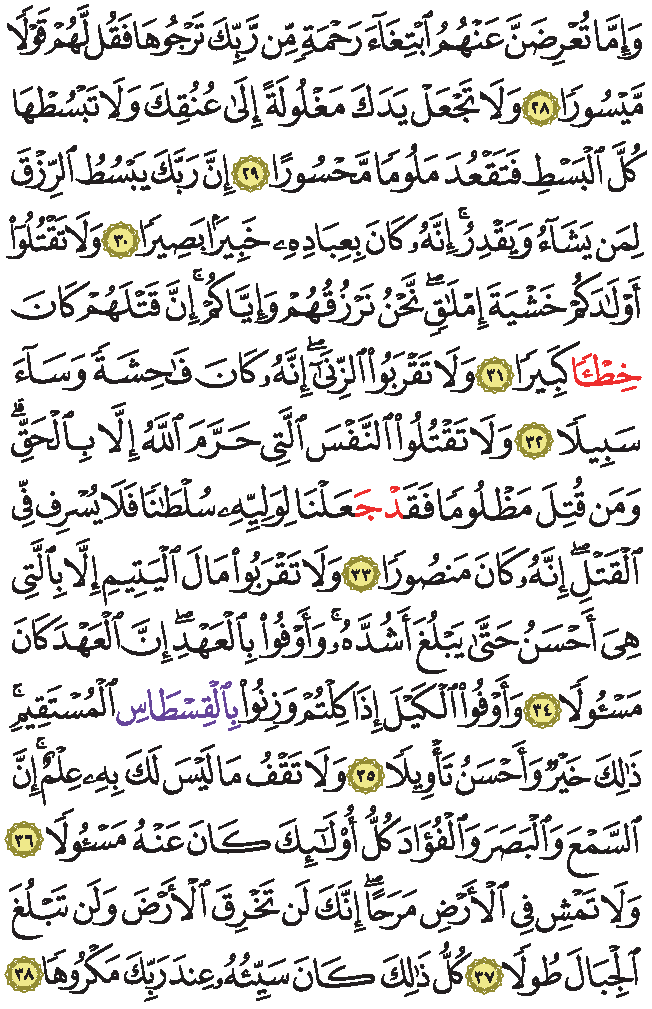 وَإِمَّا تُعۡرِضَنَّ عَنۡهُمُ ٱبۡتِغَآءَ رَحۡمَةٖ مِّن رَّبِّكَ تَرۡجُوهَا فَقُل لَّهُمۡ قَوۡلٗا
مَّيۡسُورٗا ٢٨ وَلَا تَجۡعَلۡ يَدَكَ مَغۡلُولَةً إِلَىٰ عُنُقِكَ وَلَا تَبۡسُطۡهَا
كُلَّ ٱلۡبَسۡطِ فَتَقۡعُدَ مَلُومٗا مَّحۡسُورًا ٢٩ إِنَّ رَبَّكَ يَبۡسُطُ ٱلرِّزۡقَ
لِمَن يَشَآءُ وَيَقۡدِرُۚ إِنَّهُۥ كَانَ بِعِبَادِهِۦ خَبِيرَۢا بَصِيرٗا ٣٠ وَلَا تَقۡتُلُوٓاْ
أَوۡلَٰدَكُمۡ خَشۡيَةَ إِمۡلَٰقٖۖ نَّحۡنُ نَرۡزُقُهُمۡ وَإِيَّاكُمۡۚ إِنَّ قَتۡلَهُمۡ كَانَ
خِطۡـٔٗا كَبِيرٗا ٣١ وَلَا تَقۡرَبُواْ ٱلزِّنَىٰٓۖ إِنَّهُۥ كَانَ فَٰحِشَةٗ وَسَآءَ
سَبِيلٗا ٣٢ وَلَا تَقۡتُلُواْ ٱلنَّفۡسَ ٱلَّتِي حَرَّمَ ٱللَّهُ إِلَّا بِٱلۡحَقِّۗ
وَمَن قُتِلَ مَظۡلُومٗا فَقَدۡ جَعَلۡنَا لِوَلِيِّهِۦ سُلۡطَٰنٗا فَلَا يُسۡرِف فِّي
ٱلۡقَتۡلِۖ إِنَّهُۥ كَانَ مَنصُورٗا ٣٣ وَلَا تَقۡرَبُواْ مَالَ ٱلۡيَتِيمِ إِلَّا بِٱلَّتِي
هِيَ أَحۡسَنُ حَتَّىٰ يَبۡلُغَ أَشُدَّهُۥۚ وَأَوۡفُواْ بِٱلۡعَهۡدِۖ إِنَّ ٱلۡعَهۡدَ كَانَ
مَسۡـُٔولٗا ٣٤ وَأَوۡفُواْ ٱلۡكَيۡلَ إِذَا كِلۡتُمۡ وَزِنُواْ بِٱلۡقِسۡطَاسِ ٱلۡمُسۡتَقِيمِۚ
ذَٰلِكَ خَيۡرٞ وَأَحۡسَنُ تَأۡوِيلٗا ٣٥ وَلَا تَقۡفُ مَا لَيۡسَ لَكَ بِهِۦ عِلۡمٌۚ إِنَّ
ٱلسَّمۡعَ وَٱلۡبَصَرَ وَٱلۡفُؤَادَ كُلُّ أُوْلَٰٓئِكَ كَانَ عَنۡهُ مَسۡـُٔولٗا ٣٦
وَلَا تَمۡشِ فِي ٱلۡأَرۡضِ مَرَحًاۖ إِنَّكَ لَن تَخۡرِقَ ٱلۡأَرۡضَ وَلَن تَبۡلُغَ
ٱلۡجِبَالَ طُولٗا ٣٧ كُلُّ ذَٰلِكَ كَانَ سَيِّئُهُۥ عِندَ رَبِّكَ مَكۡرُوهٗا ٣٨